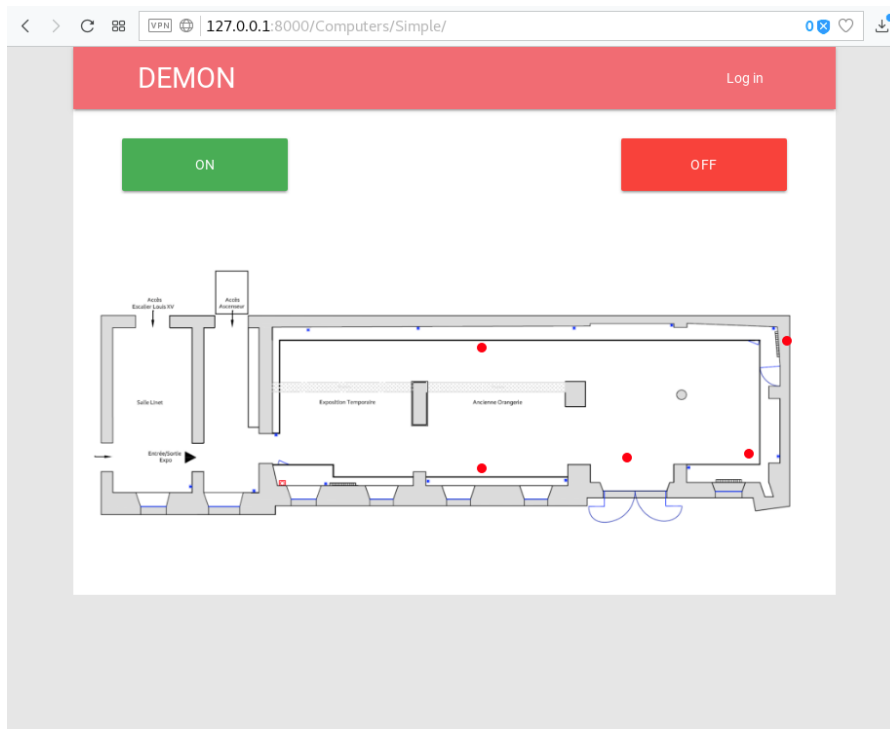 VPN
127.0.0.1:8000/Computers/Simple/
0
DEMON
Log in
ON
OFF
Accès
Escalier Louis XV
Accès
Ascenseur
Salle Linet
Exposition Temporaire
Ancienne Orangerie
Entrée/Sortie
Expo